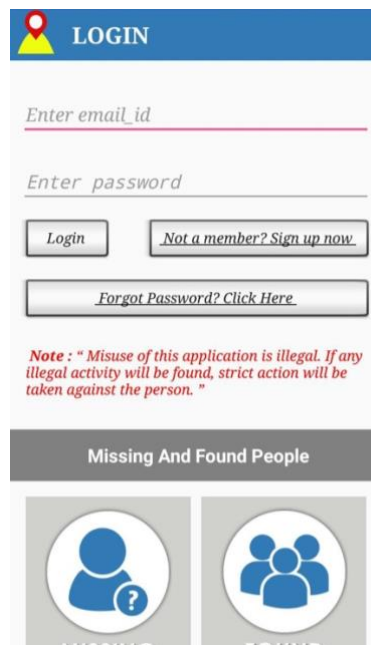 LOGIN
Enter email_id
Enter password
Login
Not a member? Sign up now
Forgot Password? Click Here
Note : “ Misuse of this application is illegal. If any
illegal activity will be found, strict action will be
taken against the person. ”
Missing And Found People
?